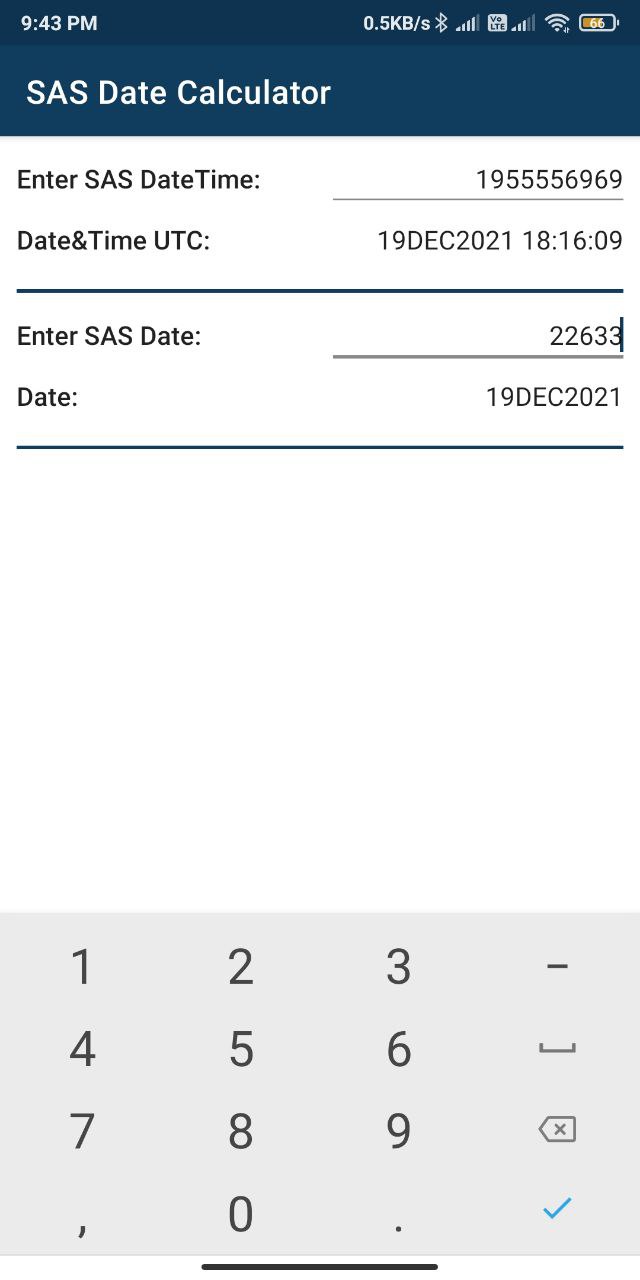 9:43 PM 0.5KB/s Vo LTE 66
SAS Date Calculator
Enter SAS DateTime: 1955556969
Date&Time UTC: 19DEC2021 18:16:09
Enter SAS Date: 22633
Date: 19DEC2021
1 2 3 –
4 5 6
7 8 9
, 0 .